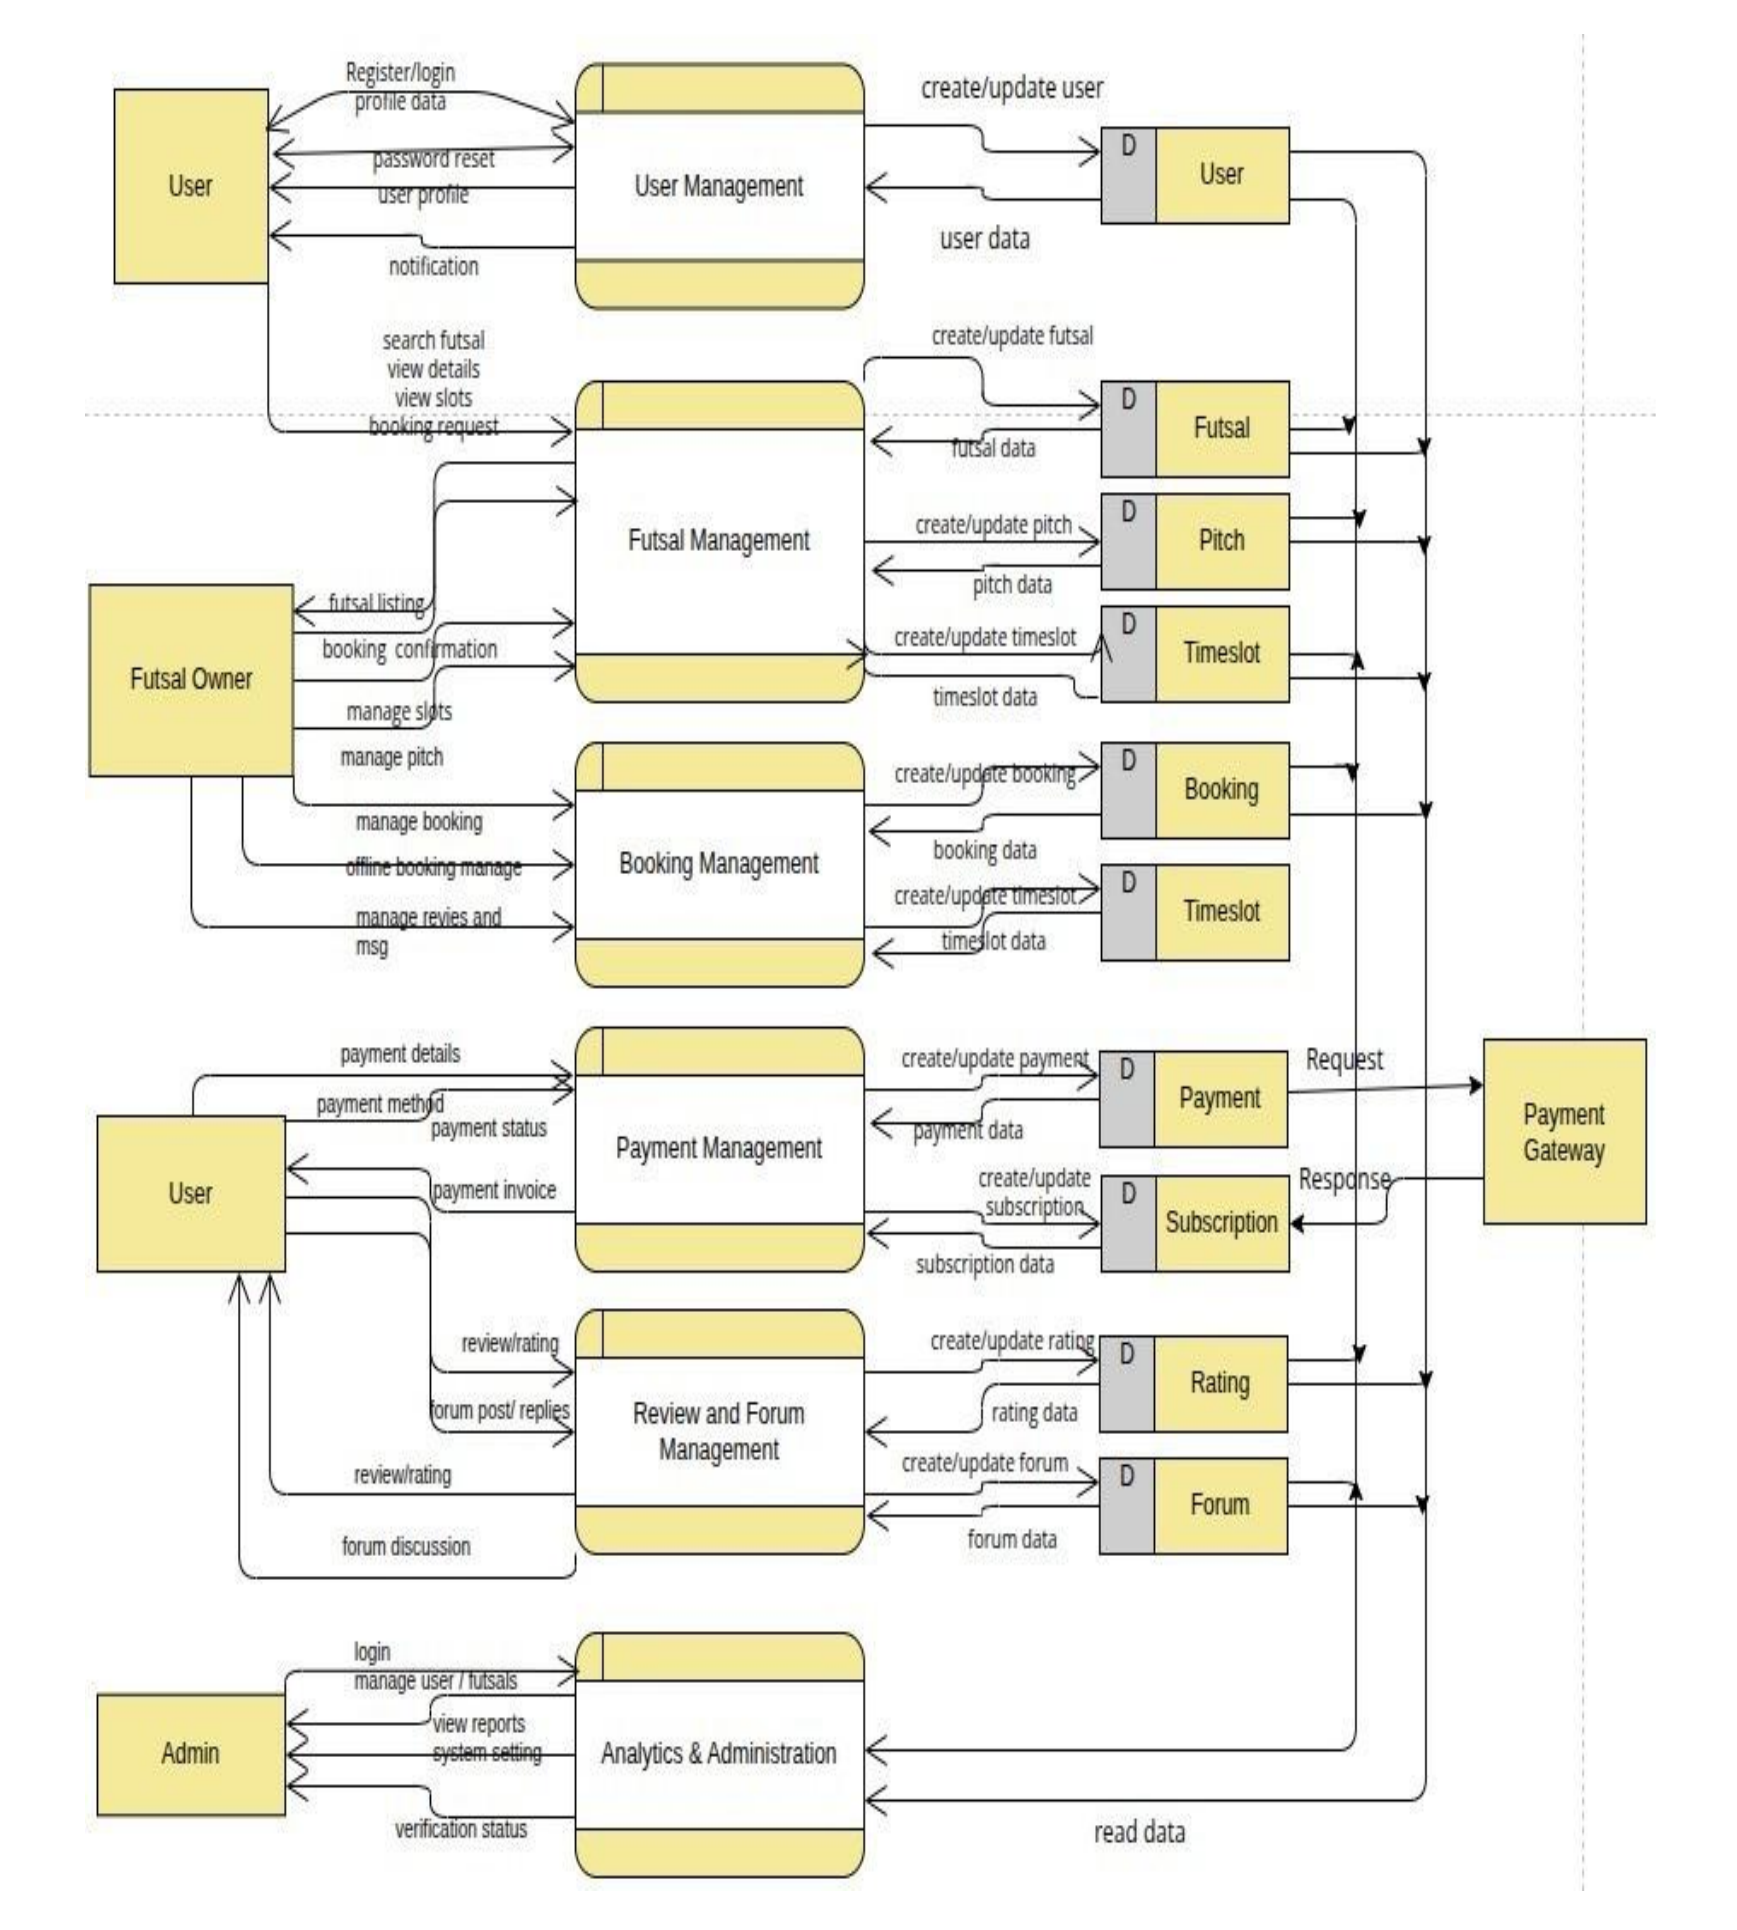 Register/login
profile data
create/update user
User
password reset
user profile
User Management
D
User
notification
user data
search futsal
view details
view slots
booking request
create/update futsal
D
Futsal
futsal data
Futsal Management
create/update pitch
D
Pitch
pitch data
futsal listing
booking confirmation
Futsal Owner
manage slots
manage pitch
create/update timeslot
D
Timeslot
timeslot data
manage booking
offline booking manage
manage revies and
msg
Booking Management
create/update booking
D
Booking
booking data
create/update timeslot
D
Timeslot
timeslot data
payment details
payment method
payment status
User
payment invoice
Payment Management
create/update payment
D
Payment
payment data
Request
Payment
Gateway
Response
create/update
subscription
D
Subscription
subscription data
review/rating
forum post/ replies
review/rating
forum discussion
Review and Forum
Management
create/update rating
D
Rating
rating data
create/update forum
D
Forum
forum data
login
manage user / futsals
view reports
system setting
Admin
verification status
Analytics & Administration
read data